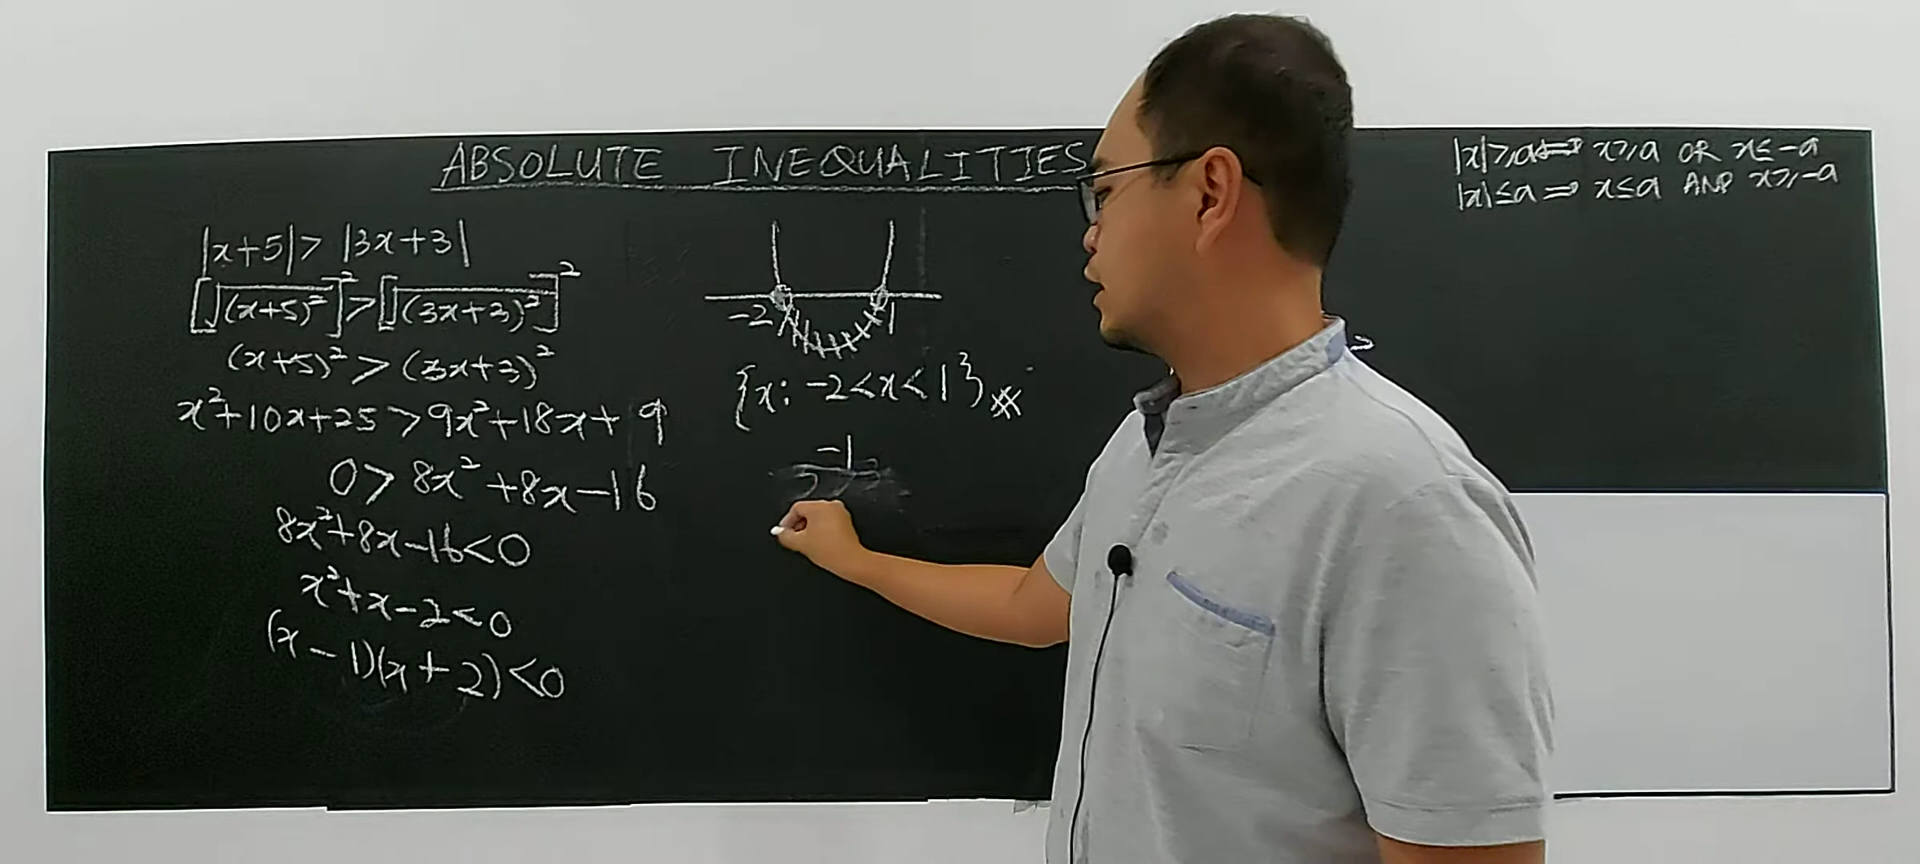 ABSOLUTE INEQUALITIES
|x+5| > |3x+3|
[√(x+5)²]² > [√(3x+3)²]²
(x+5)² > (3x+3)²
x²+10x+25 > 9x²+18x+9
0 > 8x²+8x-16
8x²+8x-16<0
x²+x-2<0
(x-1)(x+2)<0
-2 1
{x: -2<x<1}
-1
|x|≥a ⟺ x≥a OR x≤-a
|x|≤a ⟹ x≤a AND x≥-a